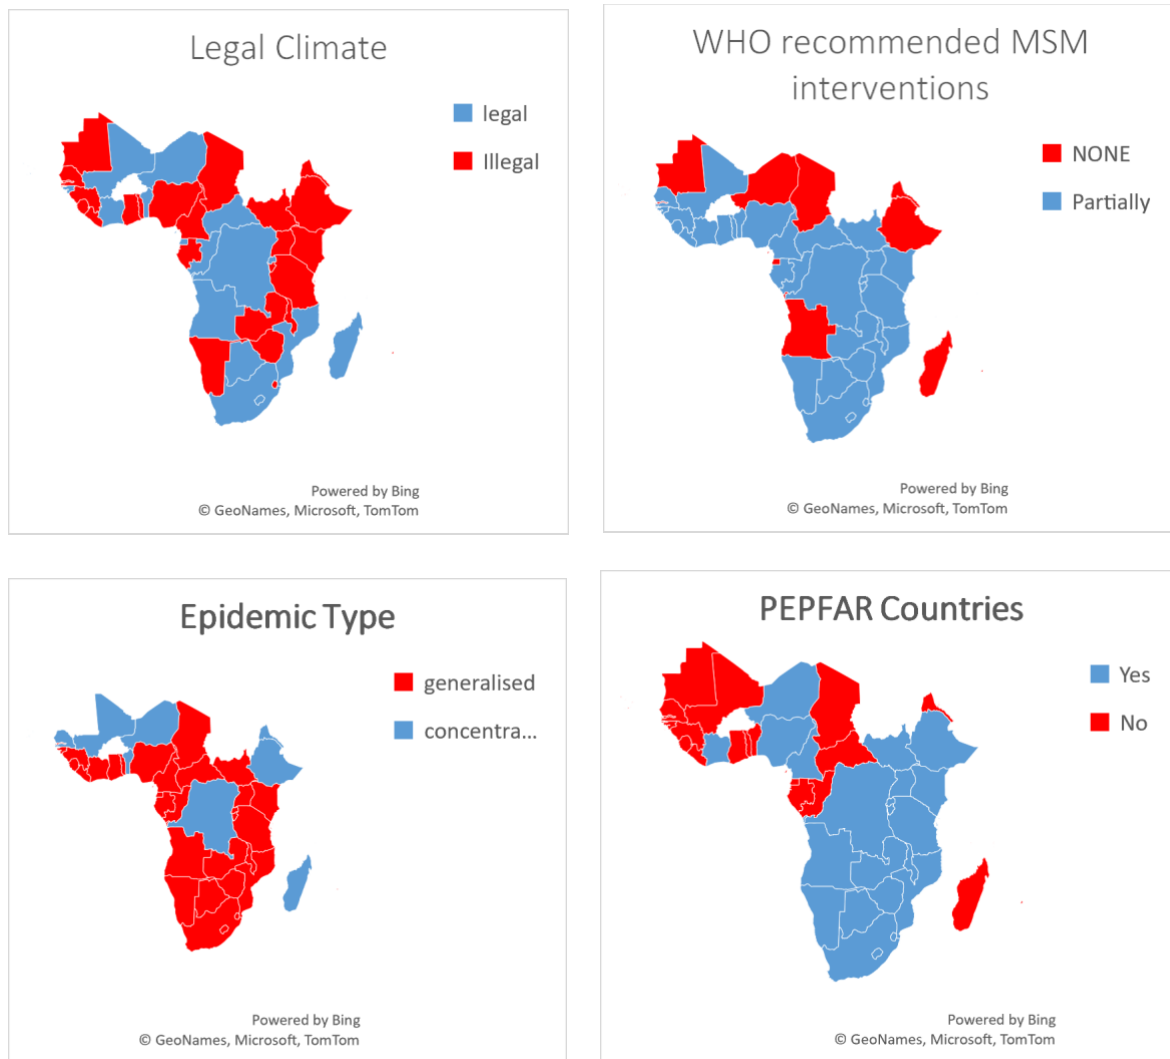 Legal Climate
legal
Illegal
Powered by Bing
© GeoNames, Microsoft, TomTom
WHO recommended MSM
interventions
NONE
Partially
Powered by Bing
© GeoNames, Microsoft, TomTom
Epidemic Type
generalised
concentra...
Powered by Bing
© GeoNames, Microsoft, TomTom
PEPFAR Countries
Yes
No
Powered by Bing
© GeoNames, Microsoft, TomTom